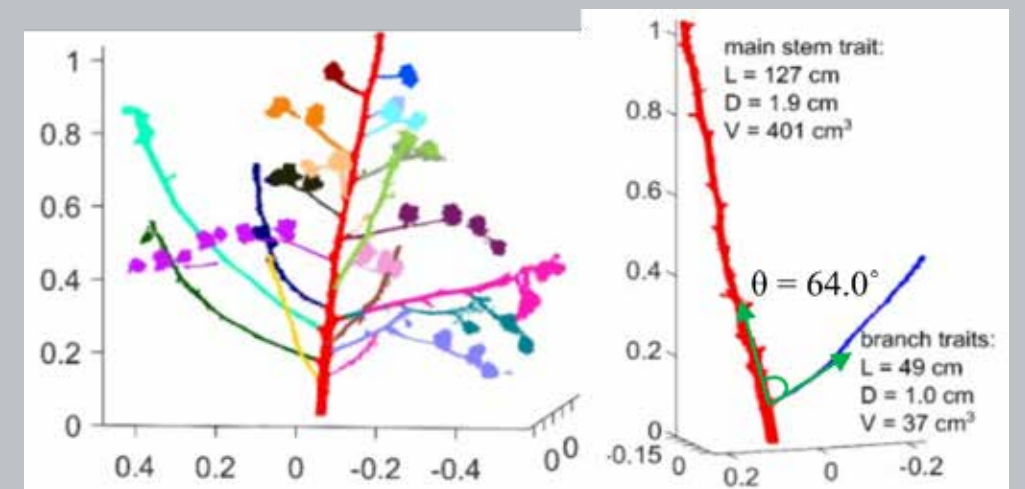 1
0.8
0.6
0.4
0.2
0
0.4 0.2 0 -0.2 -0.4
0
0
1
0.8
0.6
0.4
0.2
0
-0.15
0
0.2 0 -0.2
main stem trait:
L = 127 cm
D = 1.9 cm
V = 401 cm³
θ = 64.0°
branch traits:
L = 49 cm
D = 1.0 cm
V = 37 cm³